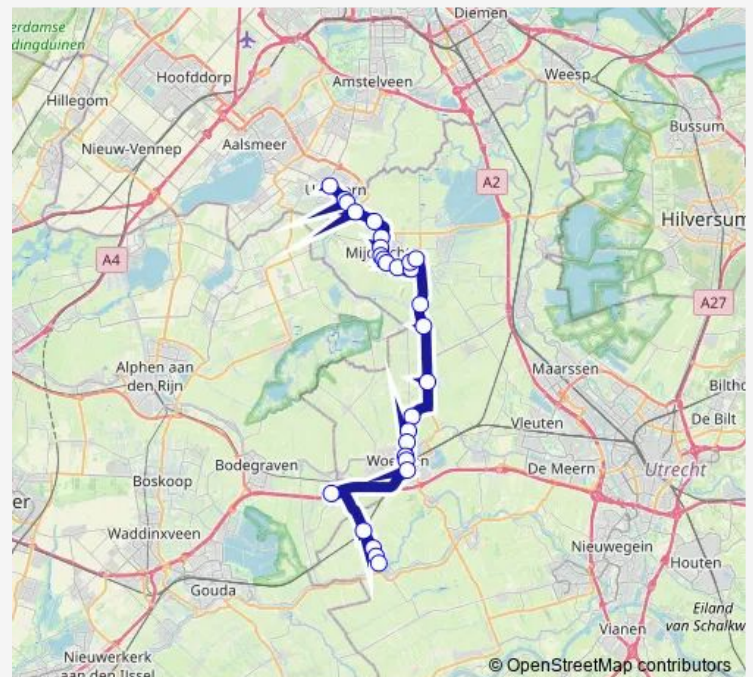 Diemen
erdamse
dingduinen
Hoofddorp
Amstelveen
Weesp
Hillegom
Bussum
Nieuw-Vennep
Aalsmeer
A2
Hilversum
A4
A27
Alphen aan
den Rijn
Maarssen
De Bilt
Vleuten
Bodegraven
De Meern
Utrecht
Boskoop
er
Waddinxveen
Nieuwegein
Houten
Gouda
Eiland
van Schalkw
Vianen
Nieuwerkerk
aan den IJssel
© OpenStreetMap contributors